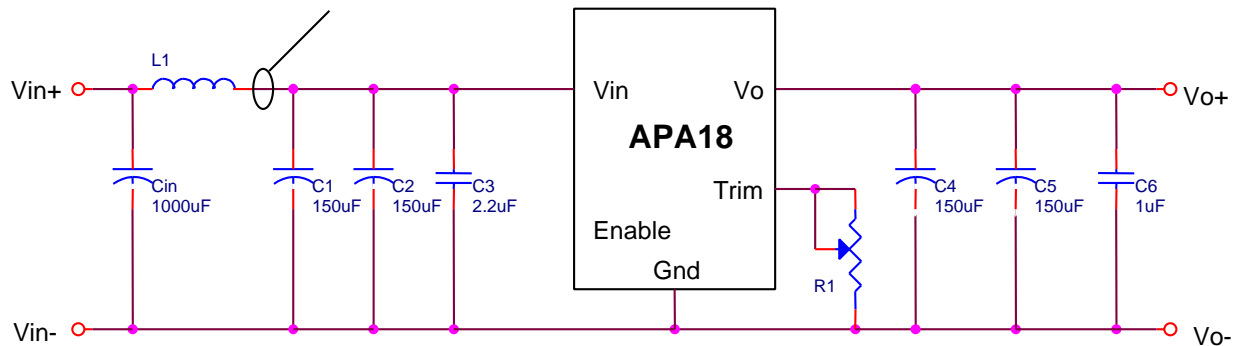 L1
Vin+
Vin
Vo
Vo+
APA18
Cin
1000uF
C1
150uF
C2
150uF
C3
2.2uF
Trim
C4
150uF
C5
150uF
C6
1uF
Enable
Gnd
R1
Vin-
Vo-